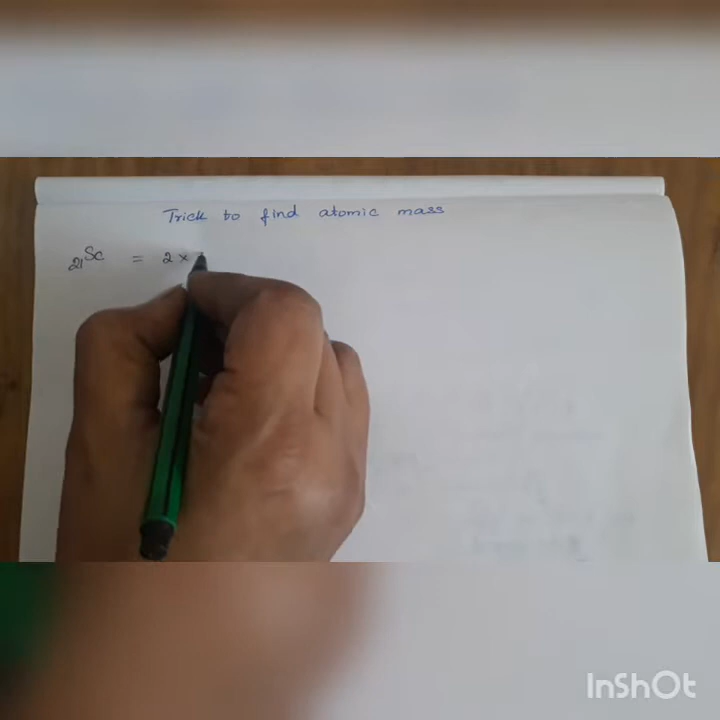 Trick to find atomic mass
21Sc = 2 ×
InShOt